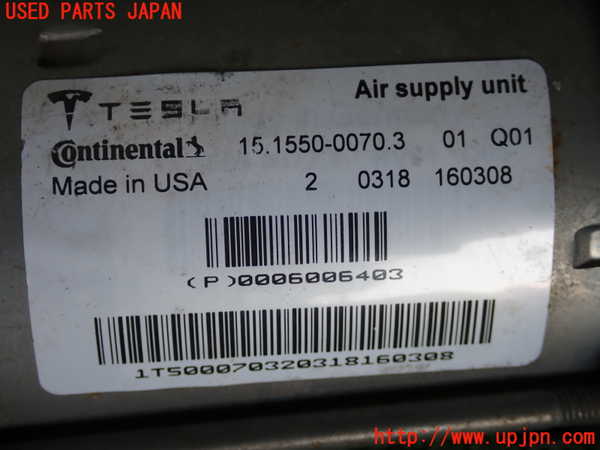 USED PARTS JAPAN
TESLA Air supply unit
Continental 15.1550-0070.3 01 Q01
Made in USA 2 0318 160308
(P)0006006403
1T500070320318160308
http://www.upjpn.com/